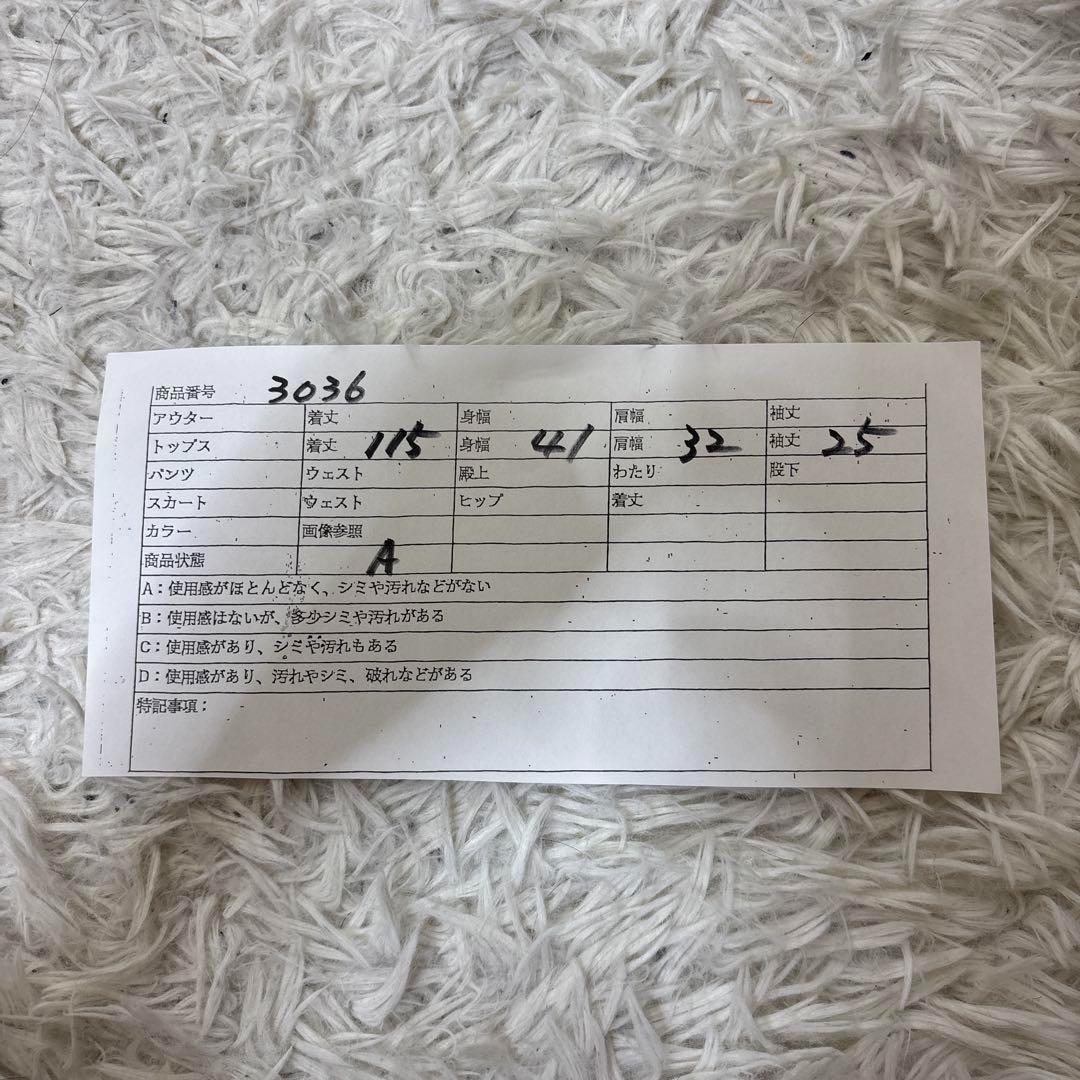 商品番号 3036
アウター 着丈 身幅 肩幅 袖丈
トップス 着丈 115 身幅 41 肩幅 32 袖丈 25
パンツ ウェスト 殿上 わたり 股下
スカート ウェスト ヒップ 着丈
カラー 画像参照
商品状態 A
A：使用感がほとんどなく、シミや汚れなどがない
B：使用感はないが、多少シミや汚れがある
C：使用感があり、シミや汚れもある
D：使用感があり、汚れやシミ、破れなどがある
特記事項：